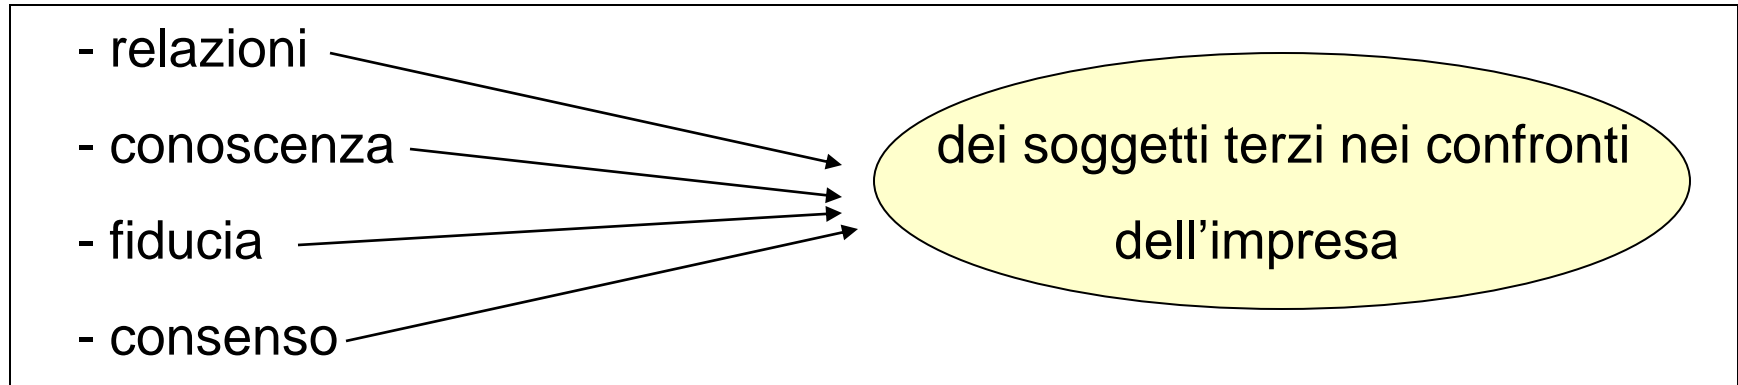 - relazioni
- conoscenza
- fiducia
- consenso
dei soggetti terzi nei confronti
dell’impresa